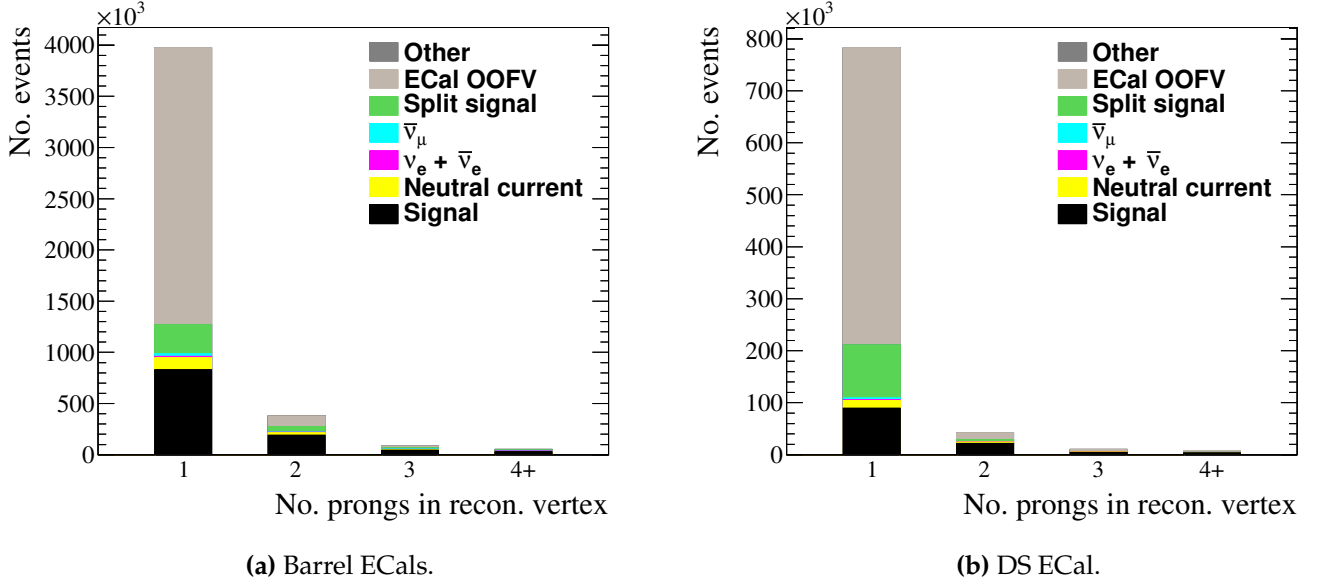 ×10³
No. events
4000
3500
3000
2500
2000
1500
1000
500
0
Other
ECal OOFV
Split signal
ν̅μ
νe + ν̅e
Neutral current
Signal
1 2 3 4+
No. prongs in recon. vertex
(a) Barrel ECals.
×10³
No. events
800
700
600
500
400
300
200
100
0
Other
ECal OOFV
Split signal
ν̅μ
νe + ν̅e
Neutral current
Signal
1 2 3 4+
No. prongs in recon. vertex
(b) DS ECal.